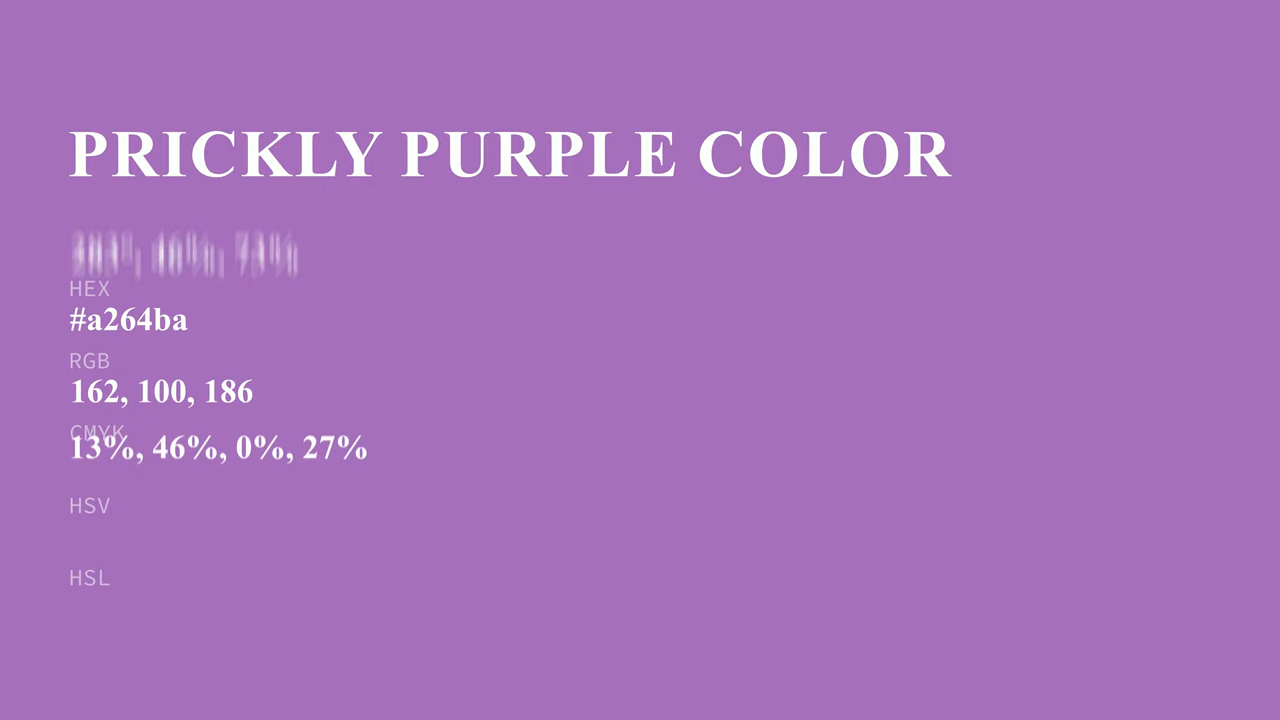 PRICKLY PURPLE COLOR
HEX
#a264ba
RGB
162, 100, 186
CMYK
13%, 46%, 0%, 27%
HSV
HSL